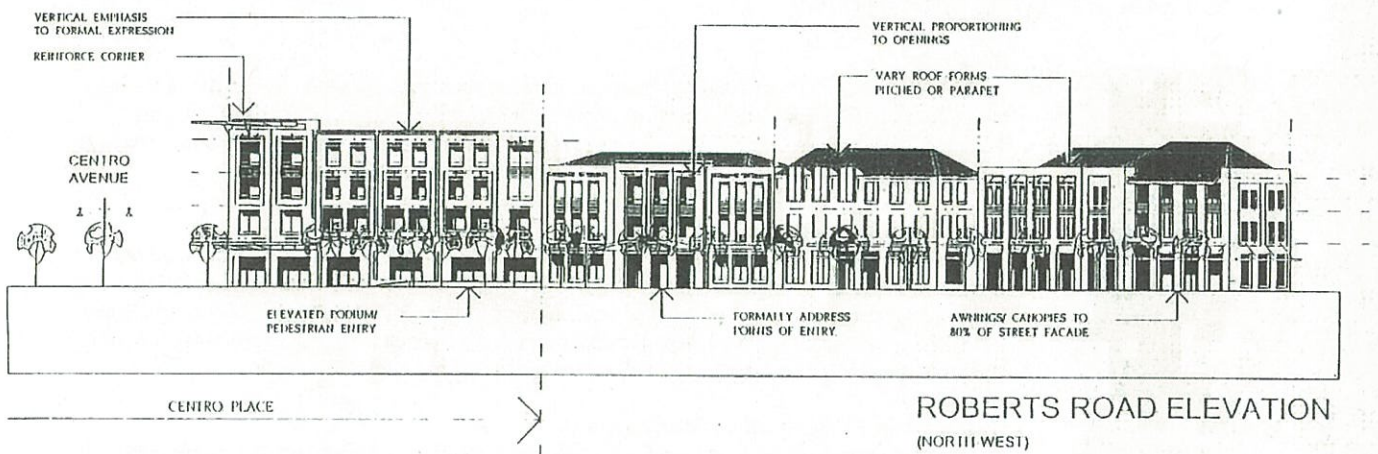 VERTICAL EMPHASIS
TO FORMAL EXPRESSION
REINFORCE CORNER
VERTICAL PROPORTIONING
TO OPENINGS
VARY ROOF FORMS
PITCHED OR PARAPET
CENTRO
AVENUE
ELEVATED PODIUM/
PEDESTRIAN ENTRY
FORMALLY ADDRESS
POINTS OF ENTRY.
AWNINGS/ CANOPIES TO
80% OF STREET FACADE
CENTRO PLACE
ROBERTS ROAD ELEVATION
(NORTH WEST)